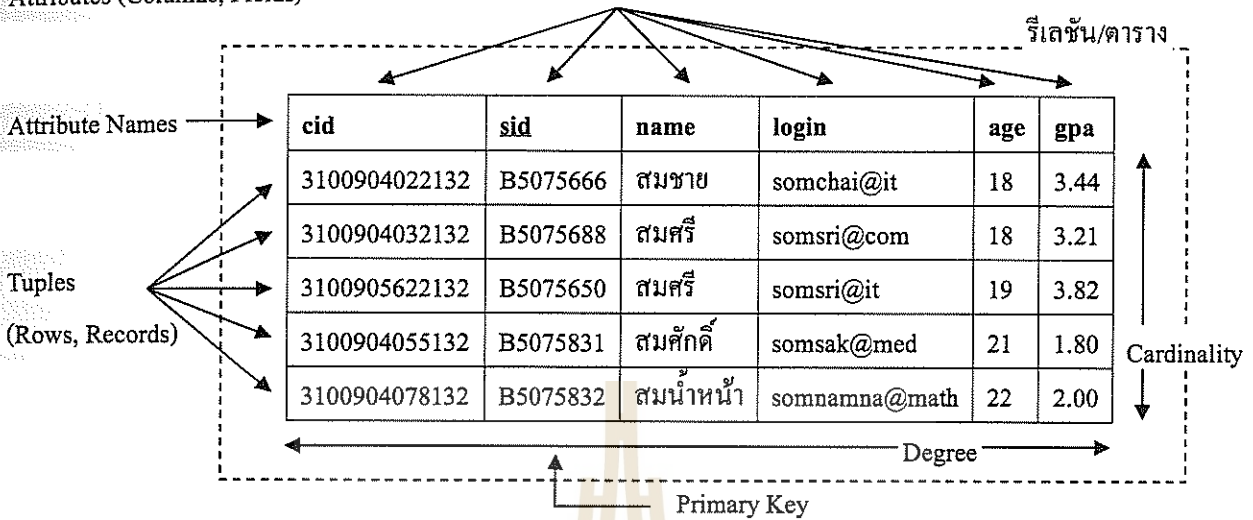 Attributes (Columns, Fields)
รีเลชัน/ตาราง
Attribute Names
cid sid name login age gpa
3100904022132 B5075666 สมชาย somchai@it 18 3.44
3100904032132 B5075688 สมศรี somsri@com 18 3.21
3100905622132 B5075650 สมศรี somsri@it 19 3.82
3100904055132 B5075831 สมศักดิ์ somsak@med 21 1.80
3100904078132 B5075832 สมน้ำหน้า somnamna@math 22 2.00
Tuples
(Rows, Records)
Cardinality
Degree
Primary Key